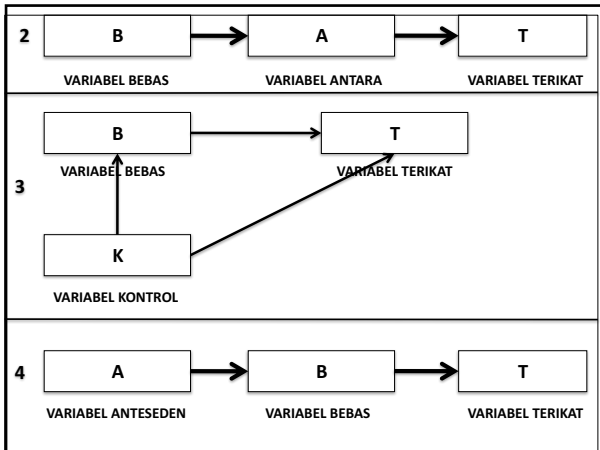 2 B A T
VARIABEL BEBAS VARIABEL ANTARA VARIABEL TERIKAT
B T
VARIABEL BEBAS VARIABEL TERIKAT
3
K
VARIABEL KONTROL
4 A B T
VARIABEL ANTESEDEN VARIABEL BEBAS VARIABEL TERIKAT